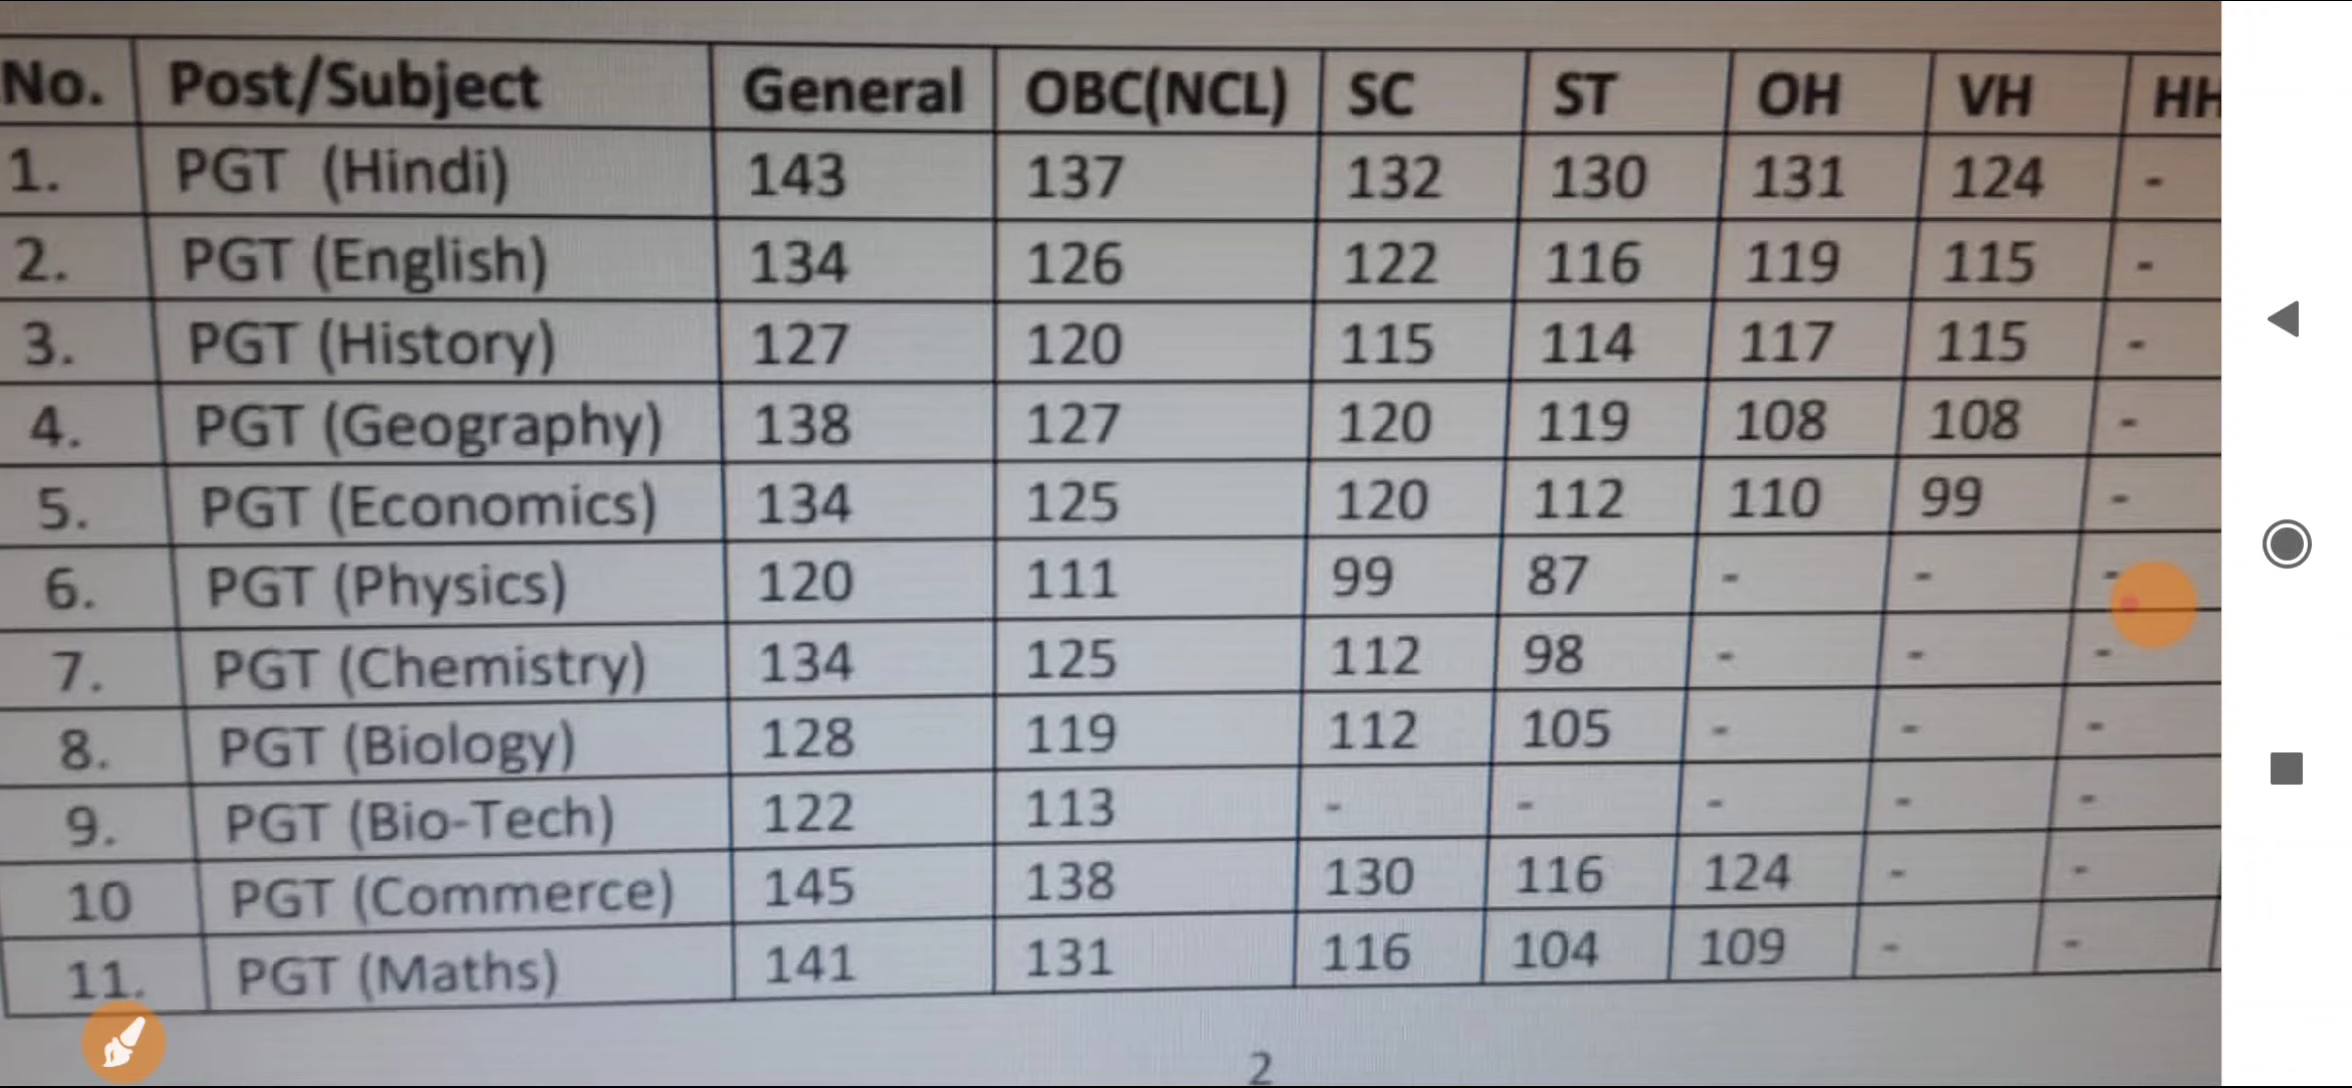 No. Post/Subject General OBC(NCL) SC ST OH VH HH
1. PGT (Hindi) 143 137 132 130 131 124 -
2. PGT (English) 134 126 122 116 119 115 -
3. PGT (History) 127 120 115 114 117 115 -
4. PGT (Geography) 138 127 120 119 108 108 -
5. PGT (Economics) 134 125 120 112 110 99 -
6. PGT (Physics) 120 111 99 87 - - -
7. PGT (Chemistry) 134 125 112 98 - - -
8. PGT (Biology) 128 119 112 105 - - -
9. PGT (Bio-Tech) 122 113 - - - - -
10 PGT (Commerce) 145 138 130 116 124 - -
11. PGT (Maths) 141 131 116 104 109 - -
2